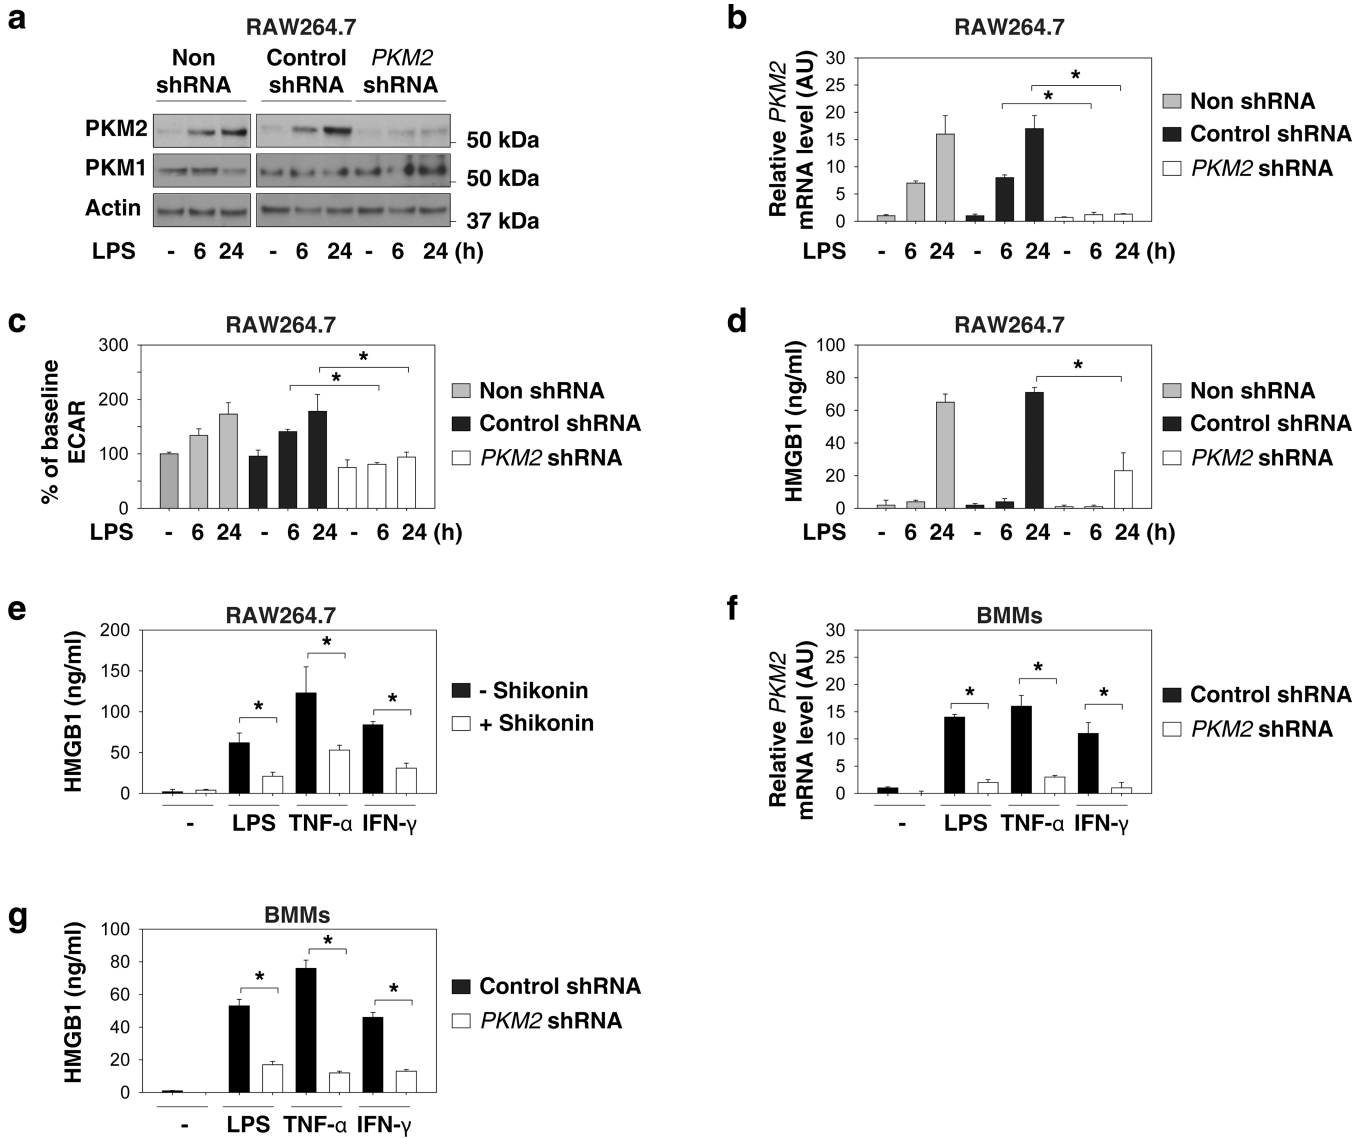 a
RAW264.7
Non shRNA
Control shRNA
PKM2 shRNA
PKM2
50 kDa
PKM1
50 kDa
Actin
37 kDa
LPS - 6 24 - 6 24 - 6 24 (h)
b
RAW264.7
Relative PKM2
mRNA level (AU)
30
25
20
15
10
5
0
* *
LPS - 6 24 - 6 24 - 6 24 (h)
Non shRNA
Control shRNA
PKM2 shRNA
c
RAW264.7
% of baseline
ECAR
300
200
100
0
* *
LPS - 6 24 - 6 24 - 6 24 (h)
Non shRNA
Control shRNA
PKM2 shRNA
d
RAW264.7
HMGB1 (ng/ml)
100
80
60
40
20
0
*
LPS - 6 24 - 6 24 - 6 24 (h)
Non shRNA
Control shRNA
PKM2 shRNA
e
RAW264.7
HMGB1 (ng/ml)
200
150
100
50
0
* * *
- LPS TNF-α IFN-γ
- Shikonin
+ Shikonin
f
BMMs
Relative PKM2
mRNA level (AU)
30
25
20
15
10
5
0
* * *
- LPS TNF-α IFN-γ
Control shRNA
PKM2 shRNA
g
BMMs
HMGB1 (ng/ml)
100
80
60
40
20
0
* * *
- LPS TNF-α IFN-γ
Control shRNA
PKM2 shRNA